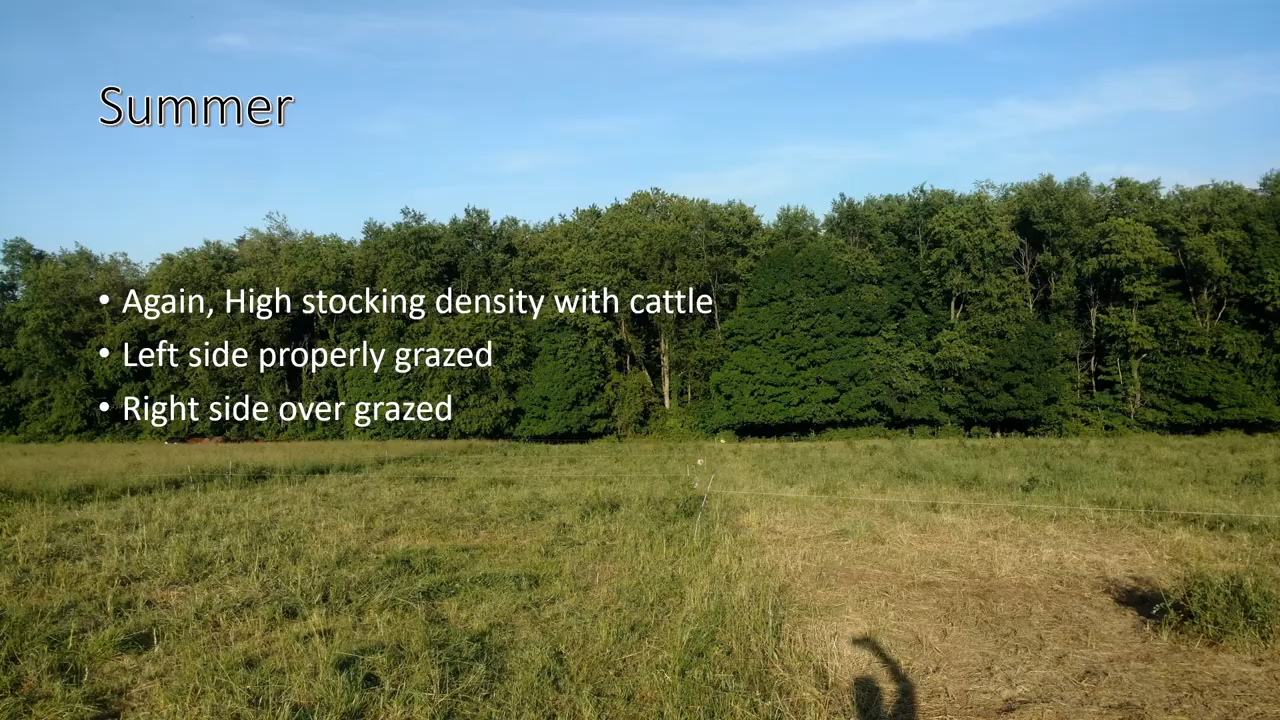 Summer
• Again, High stocking density with cattle
• Left side properly grazed
• Right side over grazed